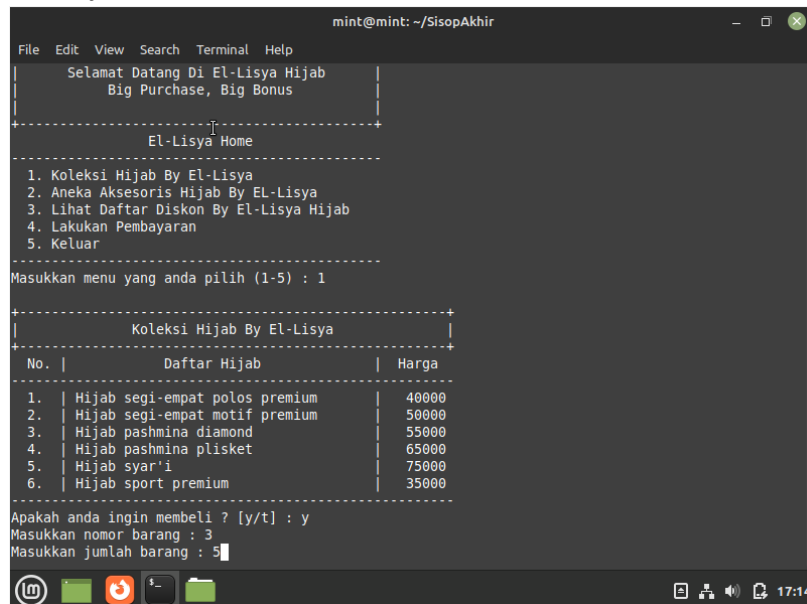 mint@mint: ~/SisopAkhir
File Edit View Search Terminal Help
| Selamat Datang Di El-Lisya Hijab |
| Big Purchase, Big Bonus |
| |
+--------------------------------------------+
El-Lisya Home
----------------------------------------------
1. Koleksi Hijab By El-Lisya
2. Aneka Aksesoris Hijab By EL-Lisya
3. Lihat Daftar Diskon By El-Lisya Hijab
4. Lakukan Pembayaran
5. Keluar
----------------------------------------------
Masukkan menu yang anda pilih (1-5) : 1
+-----------------------------------------------------+
| Koleksi Hijab By El-Lisya |
+-----------------------------------------------------+
No. | Daftar Hijab | Harga
-------------------------------------------------------
1. | Hijab segi-empat polos premium | 40000
2. | Hijab segi-empat motif premium | 50000
3. | Hijab pashmina diamond | 55000
4. | Hijab pashmina plisket | 65000
5. | Hijab syar'i | 75000
6. | Hijab sport premium | 35000
-------------------------------------------------------
Apakah anda ingin membeli ? [y/t] : y
Masukkan nomor barang : 3
Masukkan jumlah barang : 5